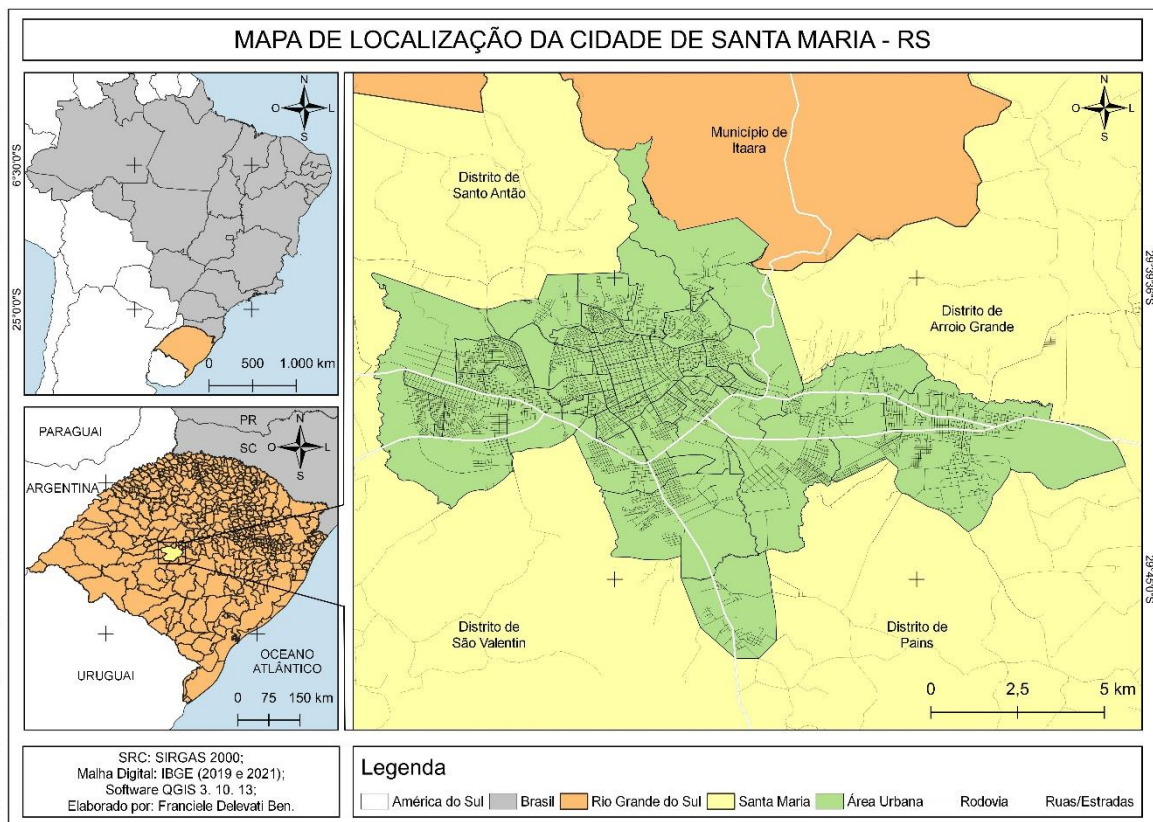 MAPA DE LOCALIZAÇÃO DA CIDADE DE SANTA MARIA - RS
N
O
L
S
6°30'0"S
25°0'0"S
0 500 1.000 km
PARAGUAI
PR
SC
N
O
L
S
ARGENTINA
URUGUAI
OCEANO
ATLÂNTICO
0 75 150 km
Município de
Itaara
N
O
L
S
Distrito de
Santo Antão
Distrito de
Arroio Grande
29°39'36"S
29°45'0"S
Distrito de
São Valentin
Distrito de
Pains
0 2,5 5 km
SRC: SIRGAS 2000;
Malha Digital: IBGE (2019 e 2021);
Software QGIS 3. 10. 13;
Elaborado por: Franciele Delevati Ben.
Legenda
América do Sul Brasil Rio Grande do Sul Santa Maria Área Urbana Rodovia Ruas/Estradas